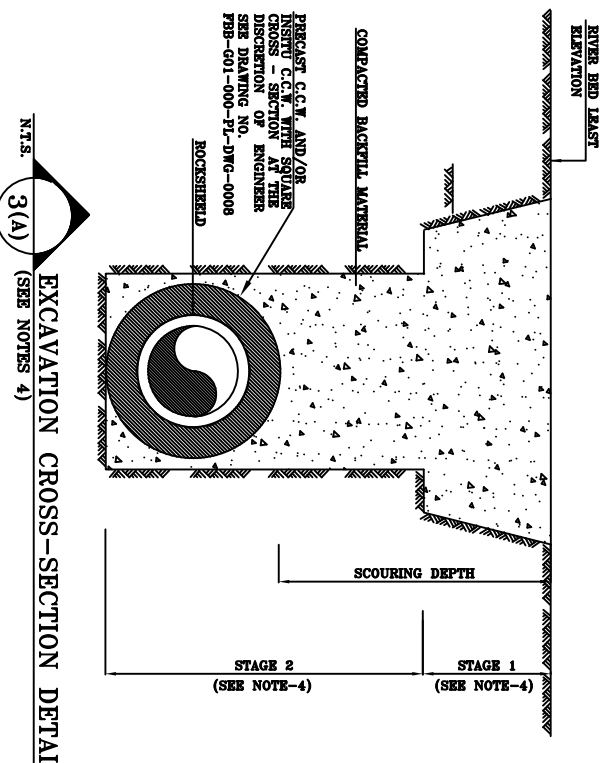 RIVER BED LEAST
ELEVATION
COMPACTED BACKFILL MATERIAL
PRECAST C.C.W. AND/OR
INSITU C.C.W. WITH SQUARE
CROSS - SECTION AT THE
DISCRETION OF ENGINEER
SEE DRAWING NO.
FBB-G01-000-PL-DWG-0008
ROCKSHEELD
SCOURING DEPTH
STAGE 1
(SEE NOTE-4)
STAGE 2
(SEE NOTE-4)
N.T.S.
3(A)
EXCAVATION CROSS-SECTION DETAI
(SEE NOTES 4)